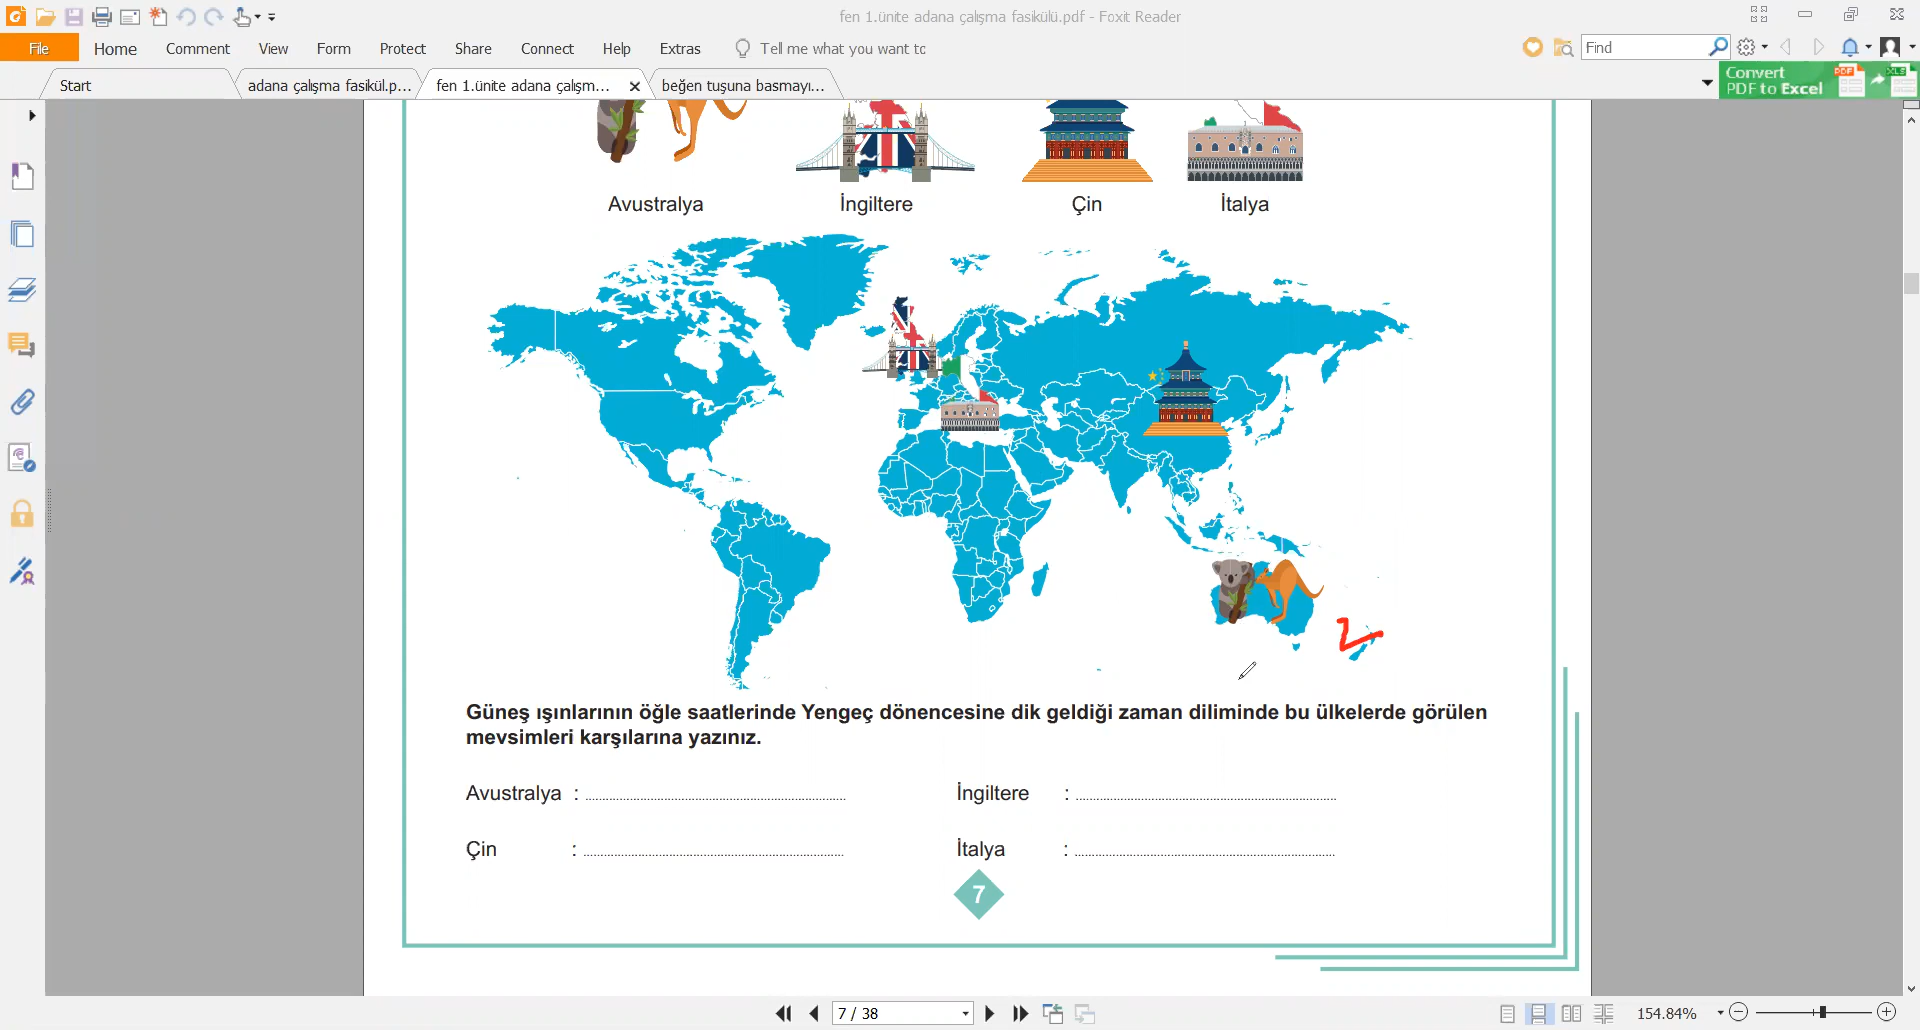 fen 1.ünite adana çalışma fasikülü.pdf - Foxit Reader
File Home Comment View Form Protect Share Connect Help Extras Tell me what you want to Find
Start adana çalışma fasikül.p... fen 1.ünite adana çalışm... beğen tuşuna basmayı...
Convert
PDF to Excel
PDF XLS
Avustralya İngiltere Çin İtalya
Güneş ışınlarının öğle saatlerinde Yengeç dönencesine dik geldiği zaman diliminde bu ülkelerde görülen
mevsimleri karşılarına yazınız.
Avustralya : İngiltere :
Çin : İtalya :
7
7 / 38 154.84%